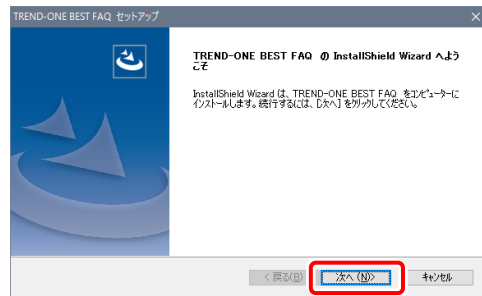 TREND-ONE BEST FAQ セットアップ
TREND-ONE BEST FAQ の InstallShield Wizard へよう
こそ
InstallShield Wizard は、TREND-ONE BEST FAQ をコンピューターに
インストールします。続行するには、[次へ] をクリックしてください。
< 戻る(B)
次へ (N)>
キャンセル